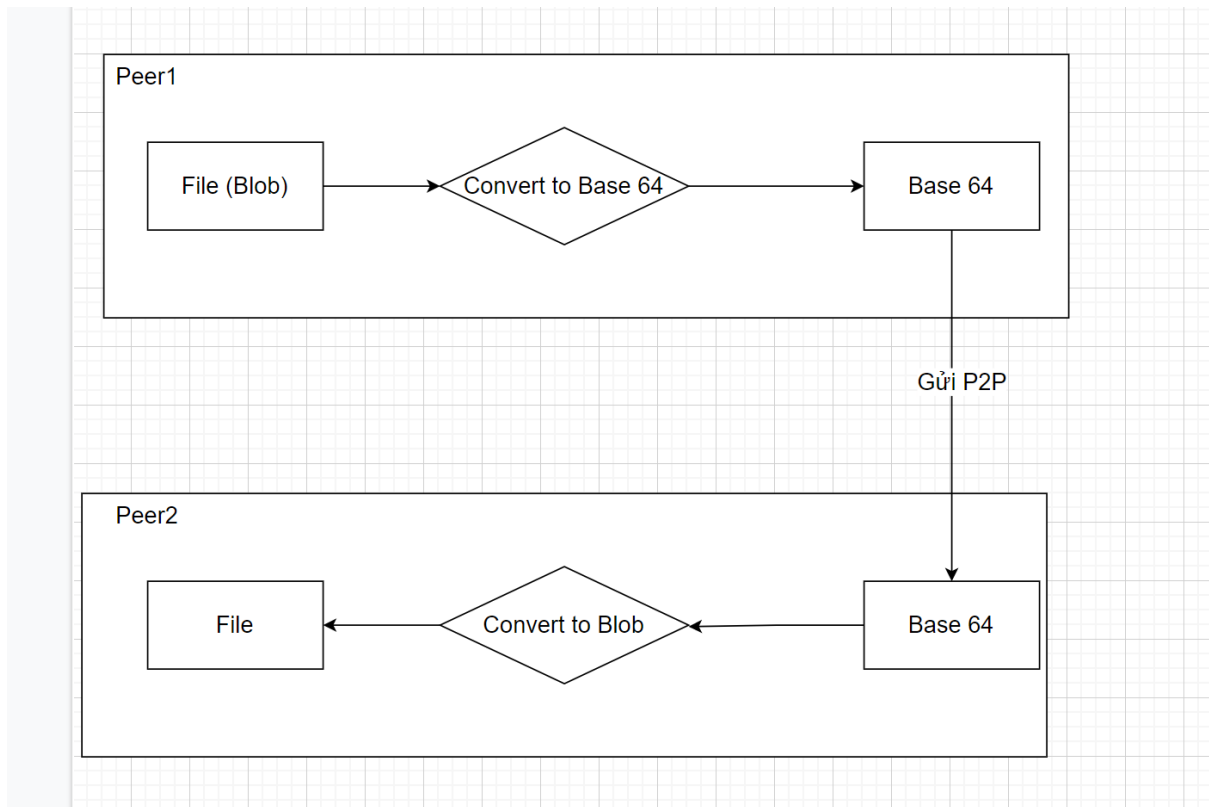 Peer1
File (Blob)
Convert to Base 64
Base 64
Gửi P2P
Peer2
File
Convert to Blob
Base 64